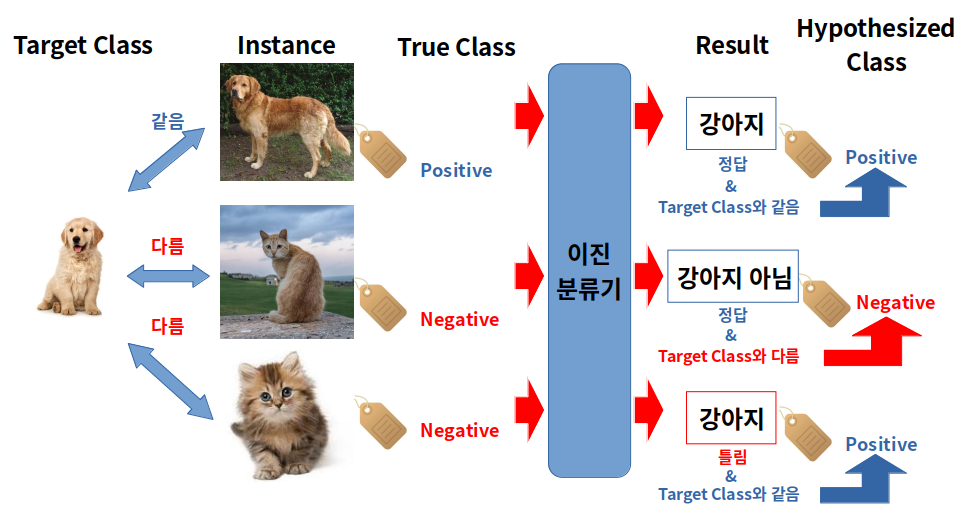 Target Class
Instance
True Class
Result
Hypothesized
Class
같음
Positive
강아지
정답
&
Target Class와 같음
Positive
다름
Negative
이진
분류기
강아지 아님
정답
&
Target Class와 다름
Negative
다름
Negative
강아지
틀림
&
Target Class와 같음
Positive